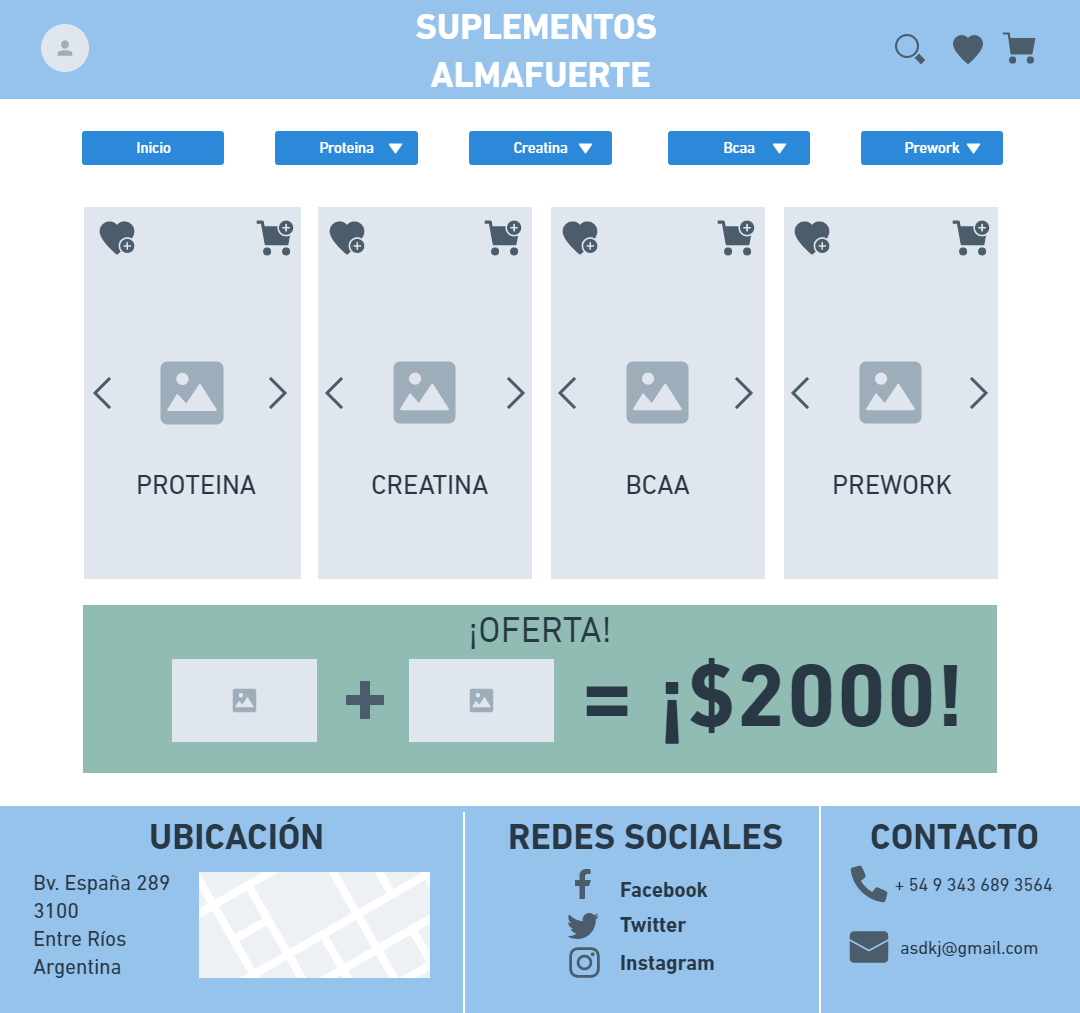 SUPLEMENTOS
ALMAFUERTE
Inicio
Proteina
Creatina
Bcaa
Prework
PROTEINA
CREATINA
BCAA
PREWORK
¡OFERTA!
= ¡$2000!
UBICACIÓN
Bv. España 289
3100
Entre Ríos
Argentina
REDES SOCIALES
Facebook
Twitter
Instagram
CONTACTO
+ 54 9 343 689 3564
asdkj@gmail.com